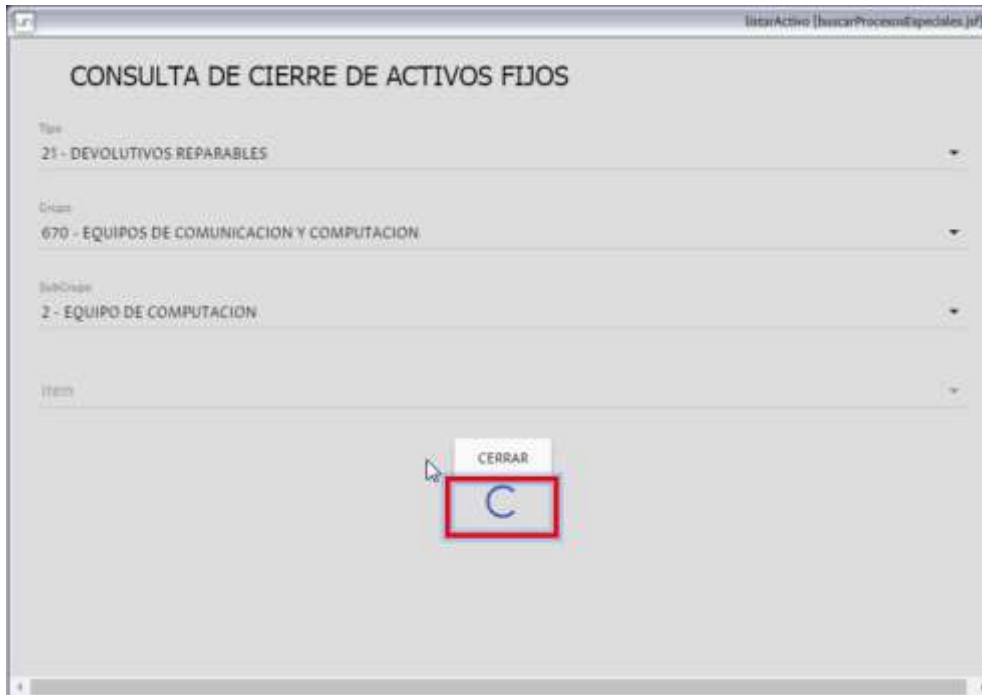 listarActivo [buscarProcesosEspeciales.jsf]
CONSULTA DE CIERRE DE ACTIVOS FIJOS
Tipo
21 - DEVOLUTIVOS REPARABLES
Grupo
670 - EQUIPOS DE COMUNICACION Y COMPUTACION
SubGrupo
2 - EQUIPO DE COMPUTACION
Item
CERRAR